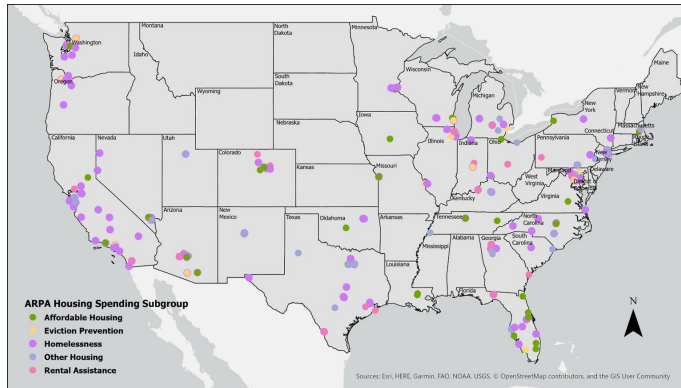 Washington
Montana
North
Dakota
Minnesota
Maine
Oregon
Idaho
South
Dakota
Wisconsin
Michigan
Vermont
New
Hampshire
New
York
Massachusetts
Rhode
Island
Connecticut
Wyoming
Iowa
Nebraska
California
Nevada
Utah
Colorado
Kansas
Missouri
Illinois
Indiana
Ohio
Pennsylvania
New
Jersey
Maryland
Delaware
District of
West
Virginia
Virginia
Kentucky
Arizona
New
Mexico
Texas
Oklahoma
Arkansas
Tennessee
North
Carolina
South
Carolina
Mississippi
Alabama
Georgia
Louisiana
Florida
ARPA Housing Spending Subgroup
Affordable Housing
Eviction Prevention
Homelessness
Other Housing
Rental Assistance
N
Sources: Esri, HERE, Garmin, FAO, NOAA, USGS, © OpenStreetMap contributors, and the GIS User Community